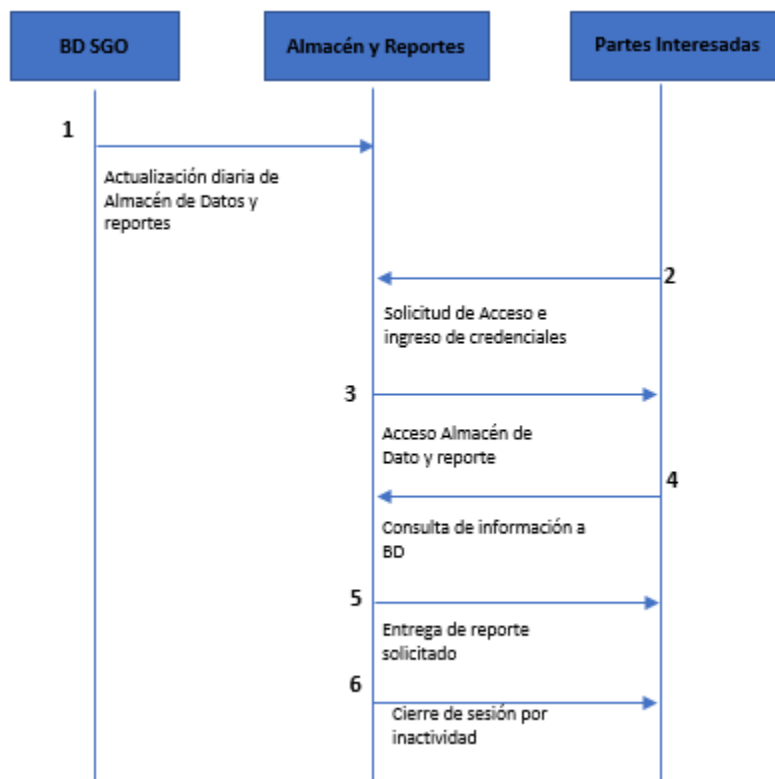 BD SGO
Almacén y Reportes
Partes Interesadas
1
Actualización diaria de
Almacén de Datos y
reportes
2
Solicitud de Acceso e
ingreso de credenciales
3
Acceso Almacén de
Dato y reporte
4
Consulta de información a
BD
5
Entrega de reporte
solicitado
6
Cierre de sesión por
inactividad